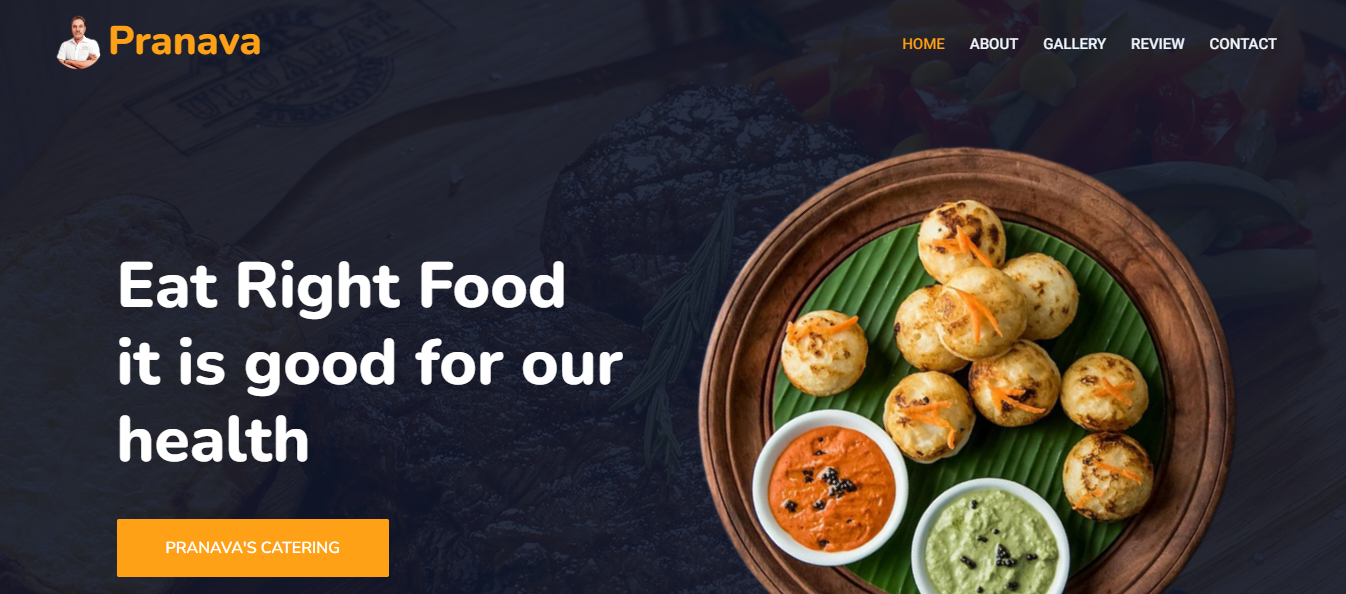 Pranava
HOME ABOUT GALLERY REVIEW CONTACT
Eat Right Food
it is good for our
health
PRANAVA'S CATERING